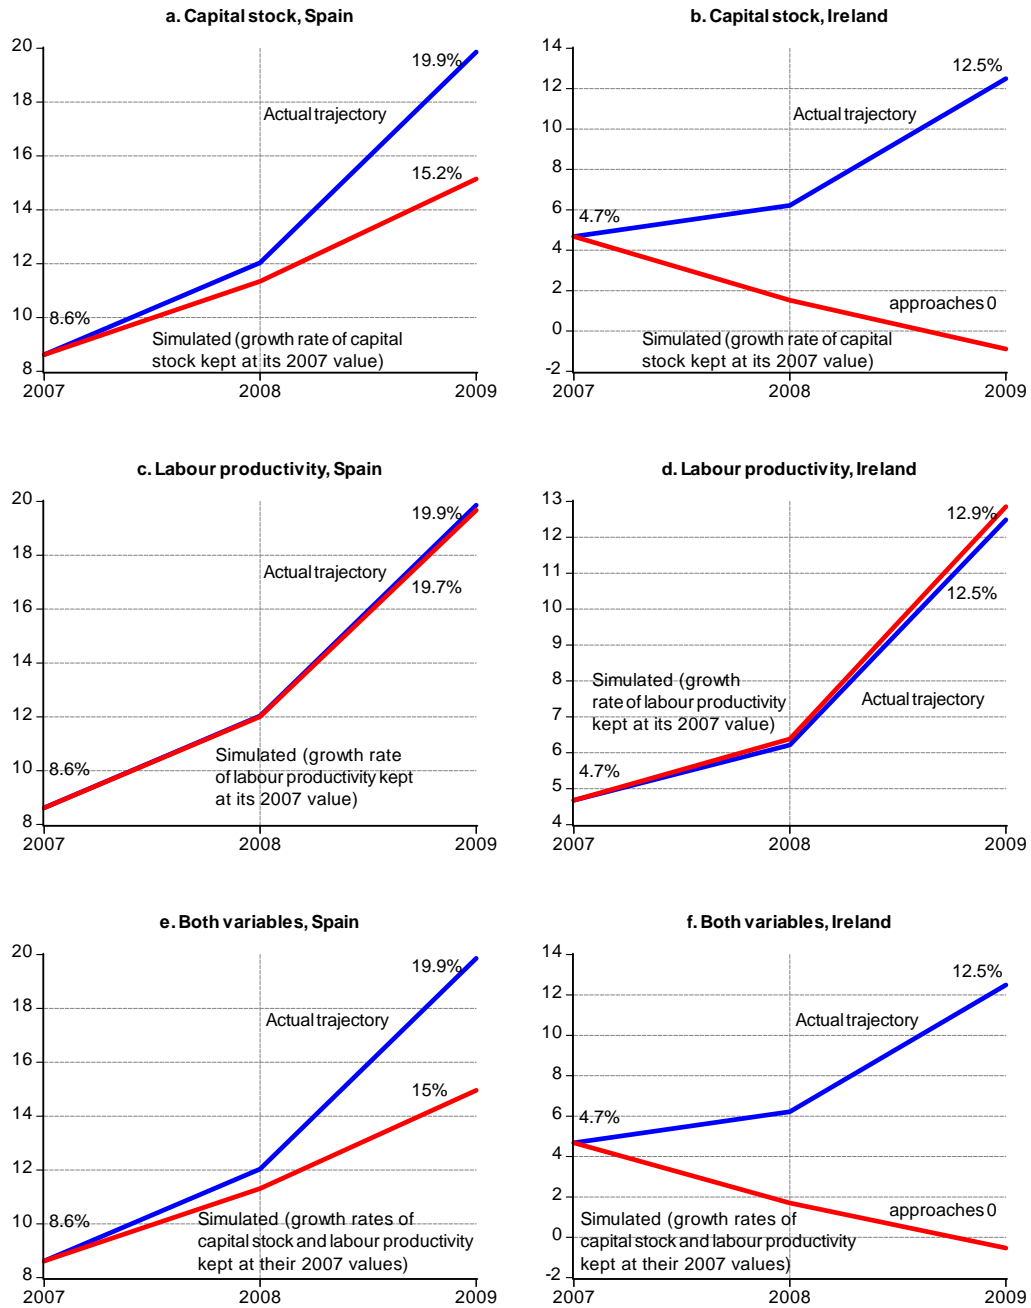 a. Capital stock, Spain
20
18
16
14
12
10
8
19.9%
Actual trajectory
15.2%
8.6%
Simulated (growth rate of capital
stock kept at its 2007 value)
2007
2008
2009
b. Capital stock, Ireland
14
12
10
8
6
4
2
0
-2
12.5%
Actual trajectory
4.7%
approaches 0
Simulated (growth rate of capital
stock kept at its 2007 value)
2007
2008
2009
c. Labour productivity, Spain
20
18
16
14
12
10
8
19.9%
Actual trajectory
19.7%
Simulated (growth rate
of labour productivity kept
at its 2007 value)
8.6%
2007
2008
2009
d. Labour productivity, Ireland
13
12
11
10
9
8
7
6
5
4
12.9%
12.5%
Simulated (growth
rate of labour productivity
kept at its 2007 value)
Actual trajectory
4.7%
2007
2008
2009
e. Both variables, Spain
20
18
16
14
12
10
8
19.9%
Actual trajectory
15%
8.6%
Simulated (growth rates of
capital stock and labour productivity
kept at their 2007 values)
2007
2008
2009
f. Both variables, Ireland
14
12
10
8
6
4
2
0
-2
12.5%
Actual trajectory
4.7%
approaches 0
Simulated (growth rates of
capital stock and labour productivity
kept at their 2007 values)
2007
2008
2009